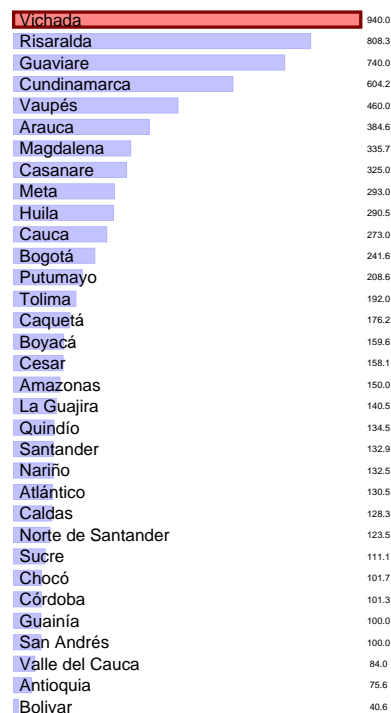 Vichada 940.0
Risaralda 808.3
Guaviare 740.0
Cundinamarca 604.2
Vaupés 460.0
Arauca 384.6
Magdalena 335.7
Casanare 325.0
Meta 293.0
Huila 290.5
Cauca 273.0
Bogotá 241.6
Putumayo 208.6
Tolima 192.0
Caquetá 176.2
Boyacá 159.6
Cesar 158.1
Amazonas 150.0
La Guajira 140.5
Quindío 134.5
Santander 132.9
Nariño 132.5
Atlántico 130.5
Caldas 128.3
Norte de Santander 123.5
Sucre 111.1
Chocó 101.7
Córdoba 101.3
Guainía 100.0
San Andrés 100.0
Valle del Cauca 84.0
Antioquia 75.6
Bolivar 40.6